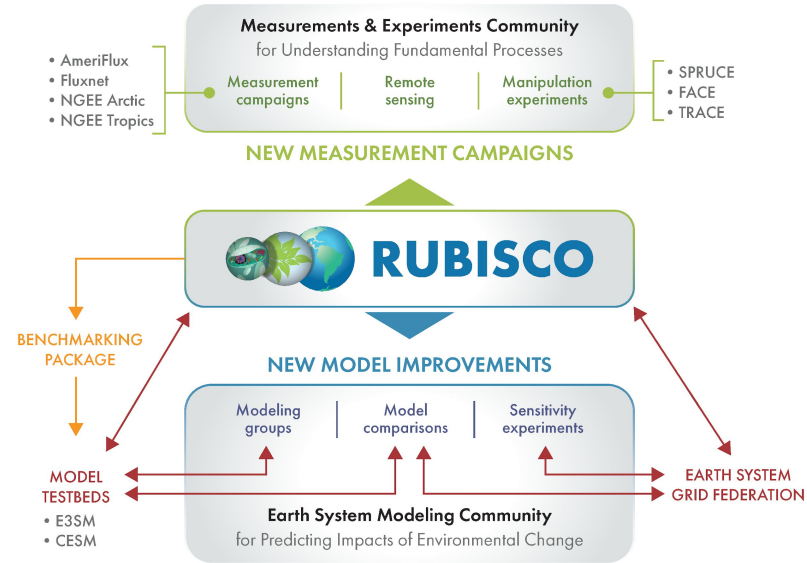 Measurements & Experiments Community
for Understanding Fundamental Processes
• AmeriFlux
• Fluxnet
• NGEE Arctic
• NGEE Tropics
Measurement
campaigns
Remote
sensing
Manipulation
experiments
• SPRUCE
• FACE
• TRACE
NEW MEASUREMENT CAMPAIGNS
RUBISCO
BENCHMARKING
PACKAGE
NEW MODEL IMPROVEMENTS
Modeling
groups
Model
comparisons
Sensitivity
experiments
MODEL
TESTBEDS
• E3SM
• CESM
EARTH SYSTEM
GRID FEDERATION
Earth System Modeling Community
for Predicting Impacts of Environmental Change